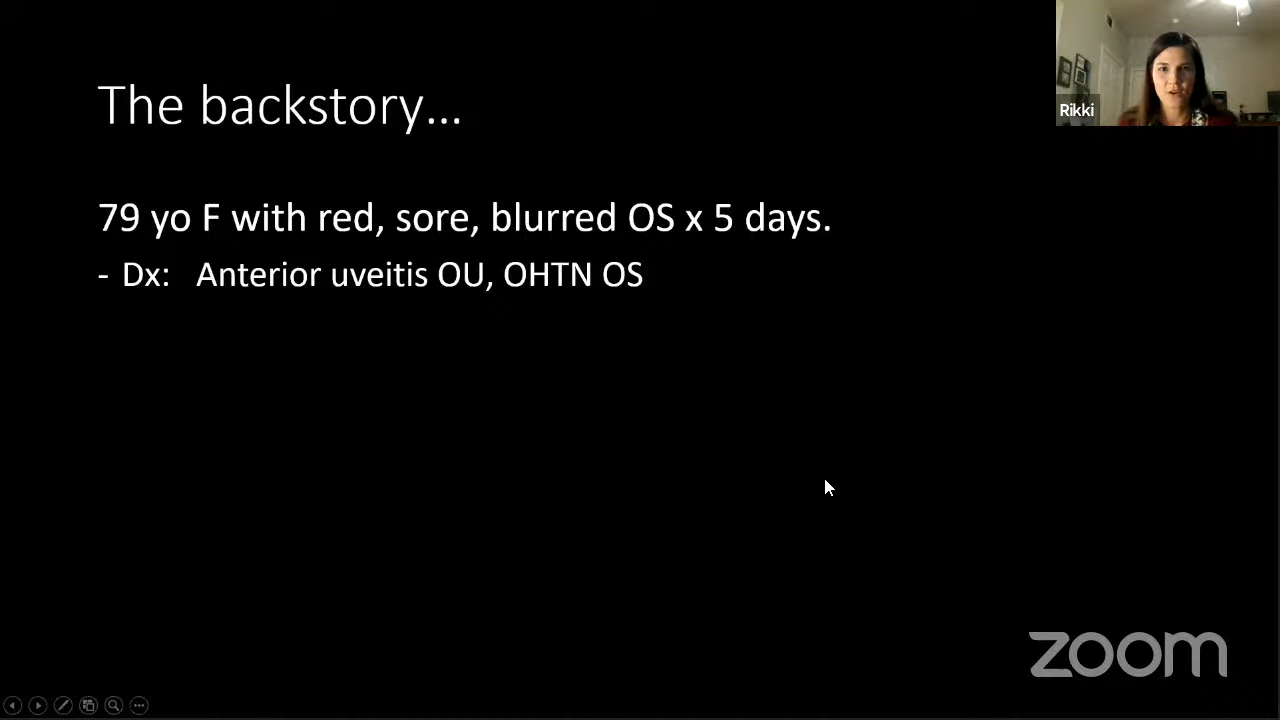 The backstory...
Rikki
79 yo F with red, sore, blurred OS x 5 days.
- Dx: Anterior uveitis OU, OHTN OS
zoom